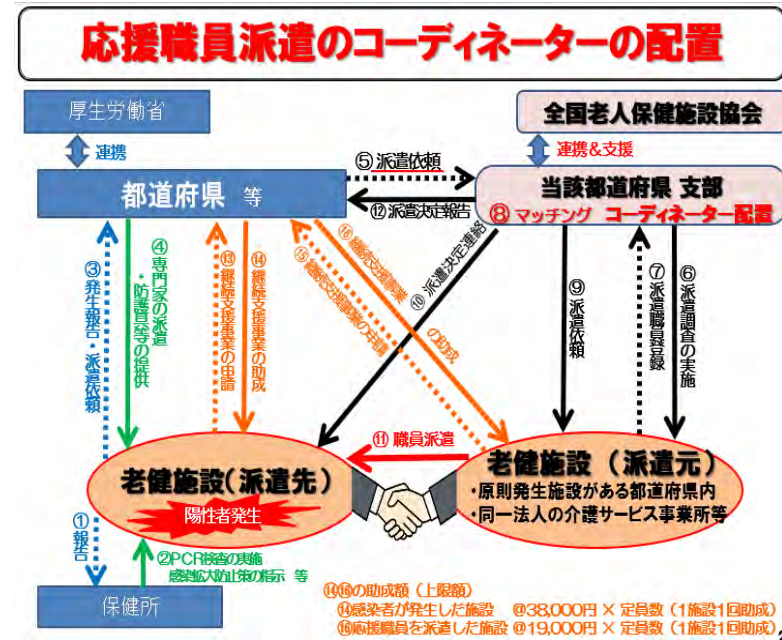 応援職員派遣のコーディネーターの配置
厚生労働省
全国老人保健施設協会
連携
連携&支援
⑤派遣依頼
都道府県 等
当該都道府県 支部
⑧マッチング コーディネーター配置
⑫派遣決定報告
③発生報告・派遣依頼
④専門家の派遣
・防護具等の提供
⑬継続支援事業の申請
⑭継続支援事業の助成
⑮継続支援事業の申請
⑯継続支援事業
の助成
⑩派遣決定連絡
⑨派遣依頼
⑦派遣職員登録
⑥派遣調査の実施
⑪職員派遣
老健施設(派遣先)
陽性者発生
老健施設 (派遣元)
・原則発生施設がある都道府県内
・同一法人の介護サービス事業所等
①報告
②PCR検査の実施
感染拡大防止策の指示 等
保健所
⑭⑯の助成額(上限額)
⑭感染者が発生した施設 @38,000円 × 定員数(1施設1回助成)
⑯応援職員を派遣した施設 @19,000円 × 定員数(1施設1回助成)